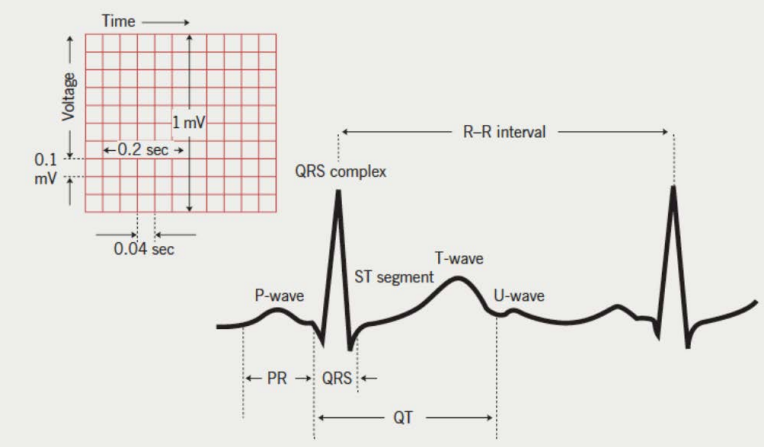 Time
Voltage
1 mV
0.2 sec
0.1
mV
0.04 sec
R–R interval
QRS complex
T-wave
ST segment
P-wave
U-wave
PR
QRS
QT